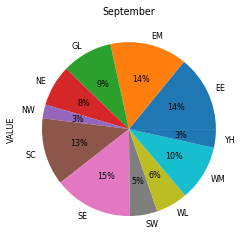 September
EM
GL
14%
EE
9%
NE
14%
8%
NW
3%
3%
YH
VALUE
13%
SC
10%
WM
15%
5%
6%
SE
WL
SW